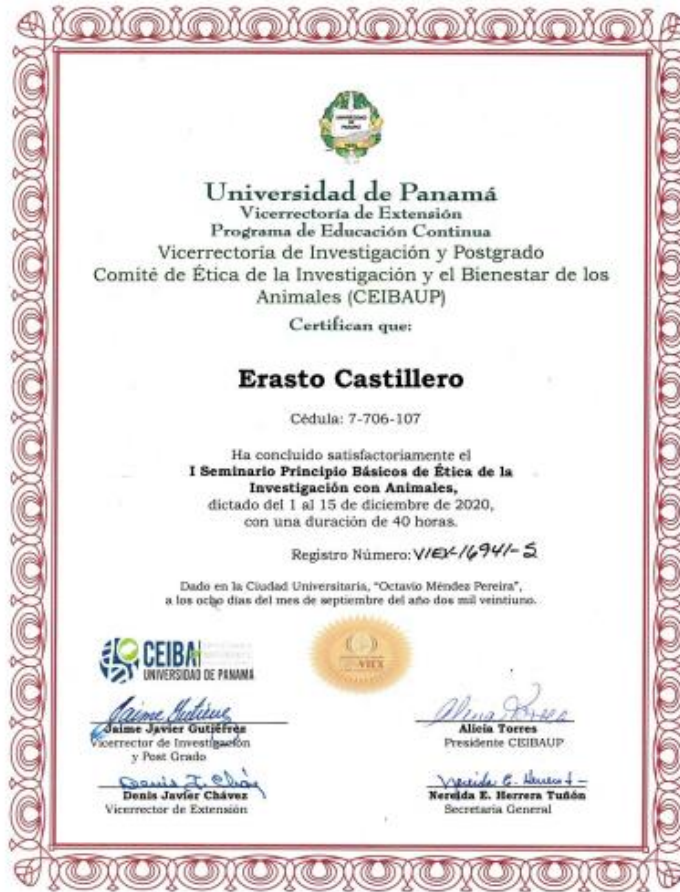 UNIVERSIDAD
DE
PANAMA
Universidad de Panamá
Vicerrectoría de Extensión
Programa de Educación Continua
Vicerrectoría de Investigación y Postgrado
Comité de Ética de la Investigación y el Bienestar de los
Animales (CEIBAUP)
Certifican que:
Erasto Castillero
Cédula: 7-706-107
Ha concluido satisfactoriamente el
I Seminario Principio Básicos de Ética de la
Investigación con Animales,
dictado del 1 al 15 de diciembre de 2020,
con una duración de 40 horas.
Registro Número: VIEX-16941-S
Dado en la Ciudad Universitaria, "Octavio Méndez Pereira",
a los ocho días del mes de septiembre del año dos mil veintiuno.
CEIBA
UNIVERSIDAD DE PANAMÁ
VIEX
Jaime Javier Gutiérrez
Vicerrector de Investigación
y Post Grado
Alicia Torres
Presidente CEIBAUP
Denis Javier Chávez
Vicerrector de Extensión
Nereida E. Herrera Tuñón
Secretaria General